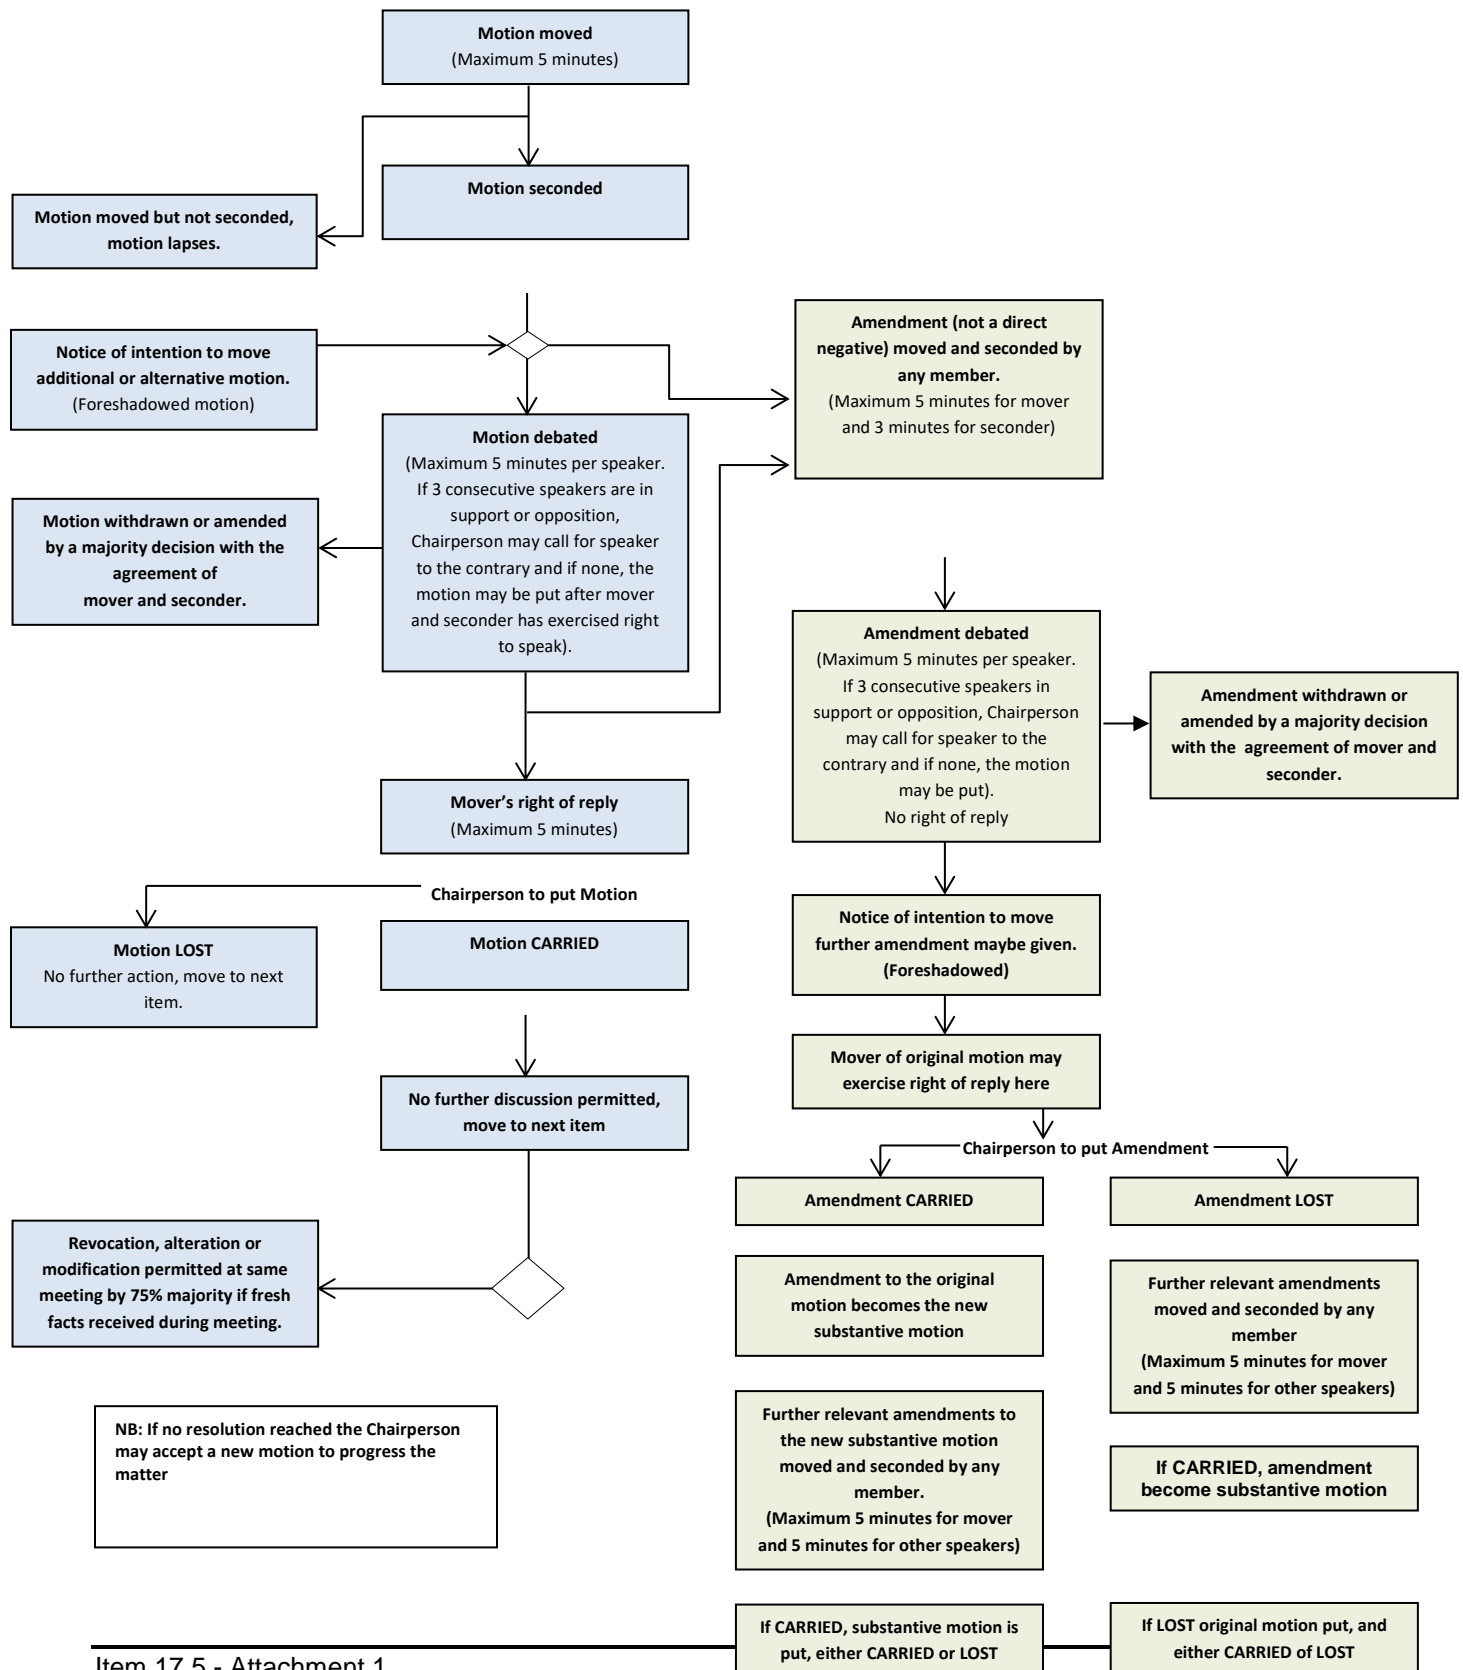 Motion moved
(Maximum 5 minutes)
Motion seconded
Motion moved but not seconded,
motion lapses.
Notice of intention to move
additional or alternative motion.
(Foreshadowed motion)
Amendment (not a direct
negative) moved and seconded by
any member.
(Maximum 5 minutes for mover
and 3 minutes for seconder)
Motion debated
(Maximum 5 minutes per speaker.
If 3 consecutive speakers are in
support or opposition,
Chairperson may call for speaker
to the contrary and if none, the
motion may be put after mover
and seconder has exercised right
to speak).
Motion withdrawn or amended
by a majority decision with the
agreement of
mover and seconder.
Amendment debated
(Maximum 5 minutes per speaker.
If 3 consecutive speakers in
support or opposition, Chairperson
may call for speaker to the
contrary and if none, the motion
may be put).
No right of reply
Amendment withdrawn or
amended by a majority decision
with the  agreement of mover and
seconder.
Mover’s right of reply
(Maximum 5 minutes)
Chairperson to put Motion
Motion LOST
No further action, move to next
item.
Motion CARRIED
Notice of intention to move
further amendment maybe given.
(Foreshadowed)
Mover of original motion may
exercise right of reply here
No further discussion permitted,
move to next item
Chairperson to put Amendment
Amendment CARRIED
Amendment LOST
Revocation, alteration or
modification permitted at same
meeting by 75% majority if fresh
facts received during meeting.
Amendment to the original
motion becomes the new
substantive motion
Further relevant amendments
moved and seconded by any
member
(Maximum 5 minutes for mover
and 5 minutes for other speakers)
NB: If no resolution reached the Chairperson
may accept a new motion to progress the
matter
Further relevant amendments to
the new substantive motion
moved and seconded by any
member.
(Maximum 5 minutes for mover
and 5 minutes for other speakers)
If CARRIED, amendment
become substantive motion
If CARRIED, substantive motion is
put, either CARRIED or LOST
If LOST original motion put, and
either CARRIED of LOST
Item 17.5 - Attachment 1